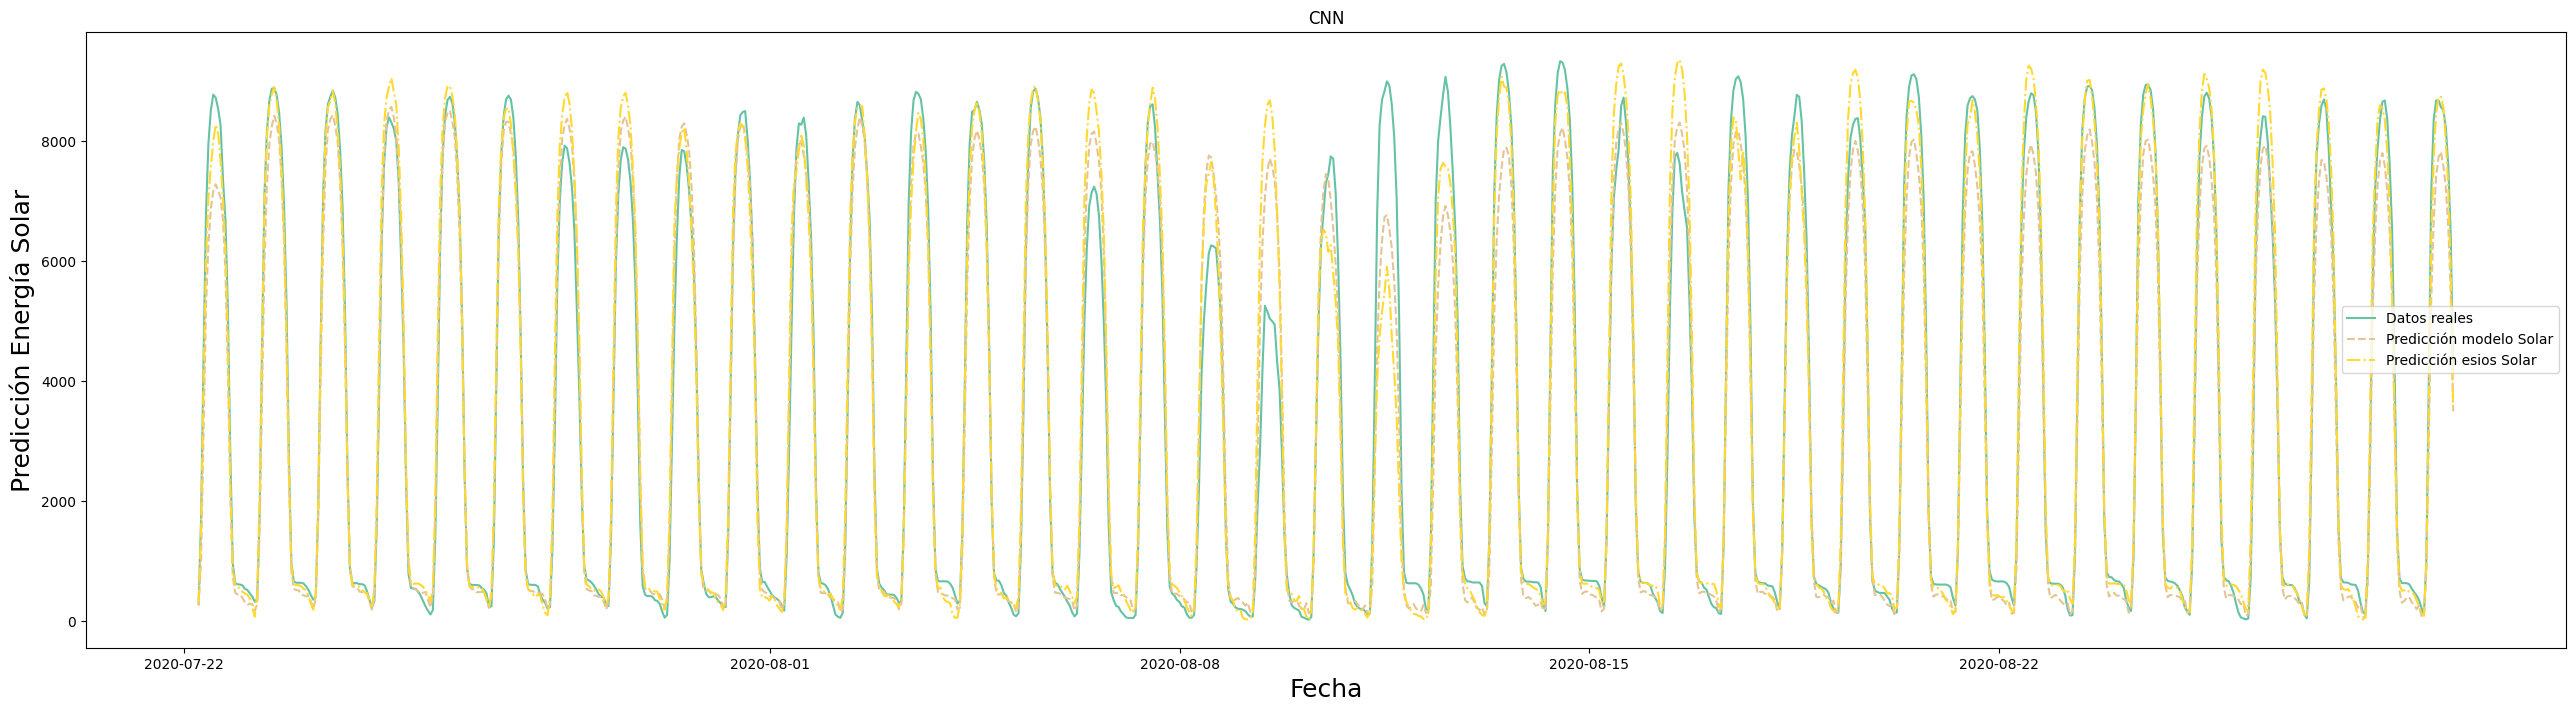 CNN
Predicción Energía Solar
8000
6000
4000
2000
0
Datos reales
Predicción modelo Solar
Predicción esios Solar
2020-07-22
2020-08-01
2020-08-08
2020-08-15
2020-08-22
Fecha